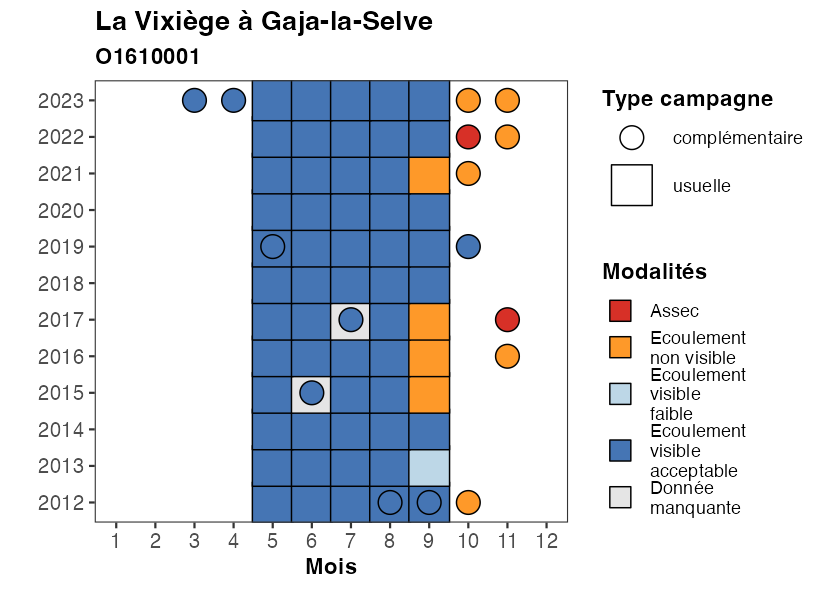 La Vixiège à Gaja-la-Selve
O1610001
2023
2022
2021
2020
2019
2018
2017
2016
2015
2014
2013
2012
1 2 3 4 5 6 7 8 9 10 11 12
Mois
Type campagne
complémentaire
usuelle
Modalités
Assec
Ecoulement
non visible
Ecoulement
visible
faible
Ecoulement
visible
acceptable
Donnée
manquante